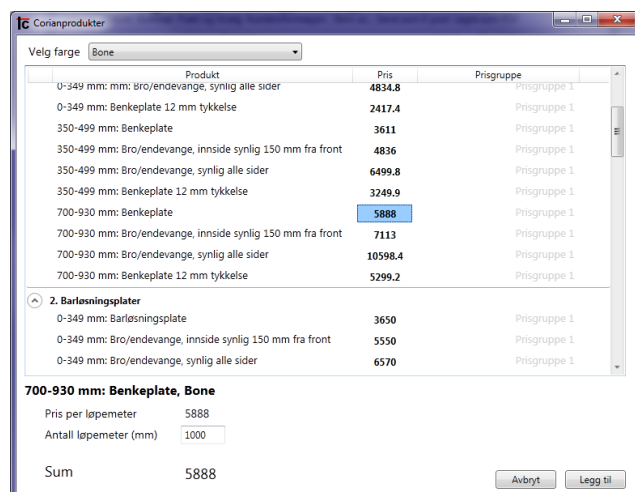 tc Corianprodukter
Velg farge Bone
Produkt Pris Prisgruppe
0-349 mm: mm: Bro/endevange, synlig alle sider 4834.8 Prisgruppe 1
0-349 mm: Benkeplate 12 mm tykkelse 2417.4 Prisgruppe 1
350-499 mm: Benkeplate 3611 Prisgruppe 1
350-499 mm: Bro/endevange, innside synlig 150 mm fra front 4836 Prisgruppe 1
350-499 mm: Bro/endevange, synlig alle sider 6499.8 Prisgruppe 1
350-499 mm: Benkeplate 12 mm tykkelse 3249.9 Prisgruppe 1
700-930 mm: Benkeplate 5888 Prisgruppe 1
700-930 mm: Bro/endevange, innside synlig 150 mm fra front 7113 Prisgruppe 1
700-930 mm: Bro/endevange, synlig alle sider 10598.4 Prisgruppe 1
700-930 mm: Benkeplate 12 mm tykkelse 5299.2 Prisgruppe 1
2. Barløsningsplater
0-349 mm: Barløsningsplate 3650 Prisgruppe 1
0-349 mm: Bro/endevange, innside synlig 150 mm fra front 5550 Prisgruppe 1
0-349 mm: Bro/endevange, synlig alle sider 6570 Prisgruppe 1
700-930 mm: Benkeplate, Bone
Pris per løpemeter 5888
Antall løpemeter (mm) 1000
Sum 5888
Avbryt Legg til